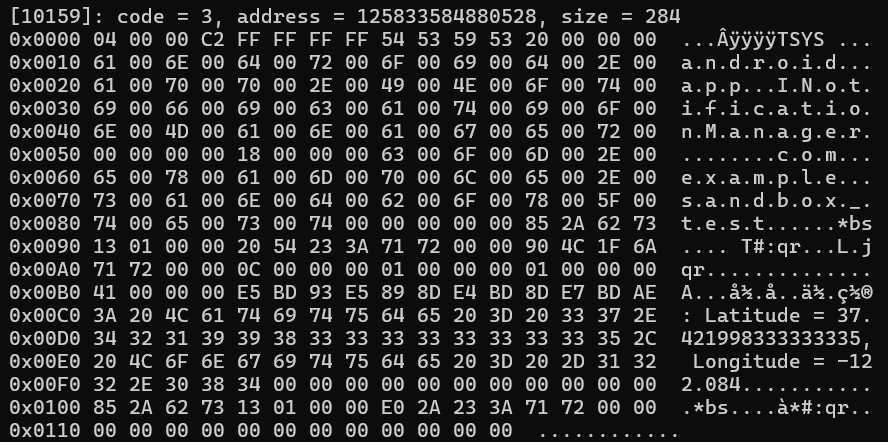 [10159]: code = 3, address = 125833584880528, size = 284
0x0000 04 00 00 C2 FF FF FF FF 54 53 59 53 20 00 00 00  ...ÂÿÿÿÿTSYS ...
0x0010 61 00 6E 00 64 00 72 00 6F 00 69 00 64 00 2E 00  a.n.d.r.o.i.d...
0x0020 61 00 70 00 70 00 2E 00 49 00 4E 00 6F 00 74 00  a.p.p...I.N.o.t.
0x0030 69 00 66 00 69 00 63 00 61 00 74 00 69 00 6F 00  i.f.i.c.a.t.i.o.
0x0040 6E 00 4D 00 61 00 6E 00 61 00 67 00 65 00 72 00  n.M.a.n.a.g.e.r.
0x0050 00 00 00 00 18 00 00 00 63 00 6F 00 6D 00 2E 00  ........c.o.m...
0x0060 65 00 78 00 61 00 6D 00 70 00 6C 00 65 00 2E 00  e.x.a.m.p.l.e...
0x0070 73 00 61 00 6E 00 64 00 62 00 6F 00 78 00 5F 00  s.a.n.d.b.o.x._.
0x0080 74 00 65 00 73 00 74 00 00 00 00 00 85 2A 62 73  t.e.s.t......*bs
0x0090 13 01 00 00 20 54 23 3A 71 72 00 00 90 4C 1F 6A  .... T#:qr...L.j
0x00A0 71 72 00 00 0C 00 00 00 01 00 00 00 01 00 00 00  qr..............
0x00B0 41 00 00 00 E5 BD 93 E5 89 8D E4 BD 8D E7 BD AE  A...å½.å..ä½.ç½®
0x00C0 3A 20 4C 61 74 69 74 75 64 65 20 3D 20 33 37 2E  : Latitude = 37.
0x00D0 34 32 31 39 39 38 33 33 33 33 33 33 33 33 35 2C  421998333333335,
0x00E0 20 4C 6F 6E 67 69 74 75 64 65 20 3D 20 2D 31 32   Longitude = -12
0x00F0 32 2E 30 38 34 00 00 00 00 00 00 00 00 00 00 00  2.084...........
0x0100 85 2A 62 73 13 01 00 00 E0 2A 23 3A 71 72 00 00  .*bs....à*#:qr..
0x0110 00 00 00 00 00 00 00 00 00 00 00 00  ............